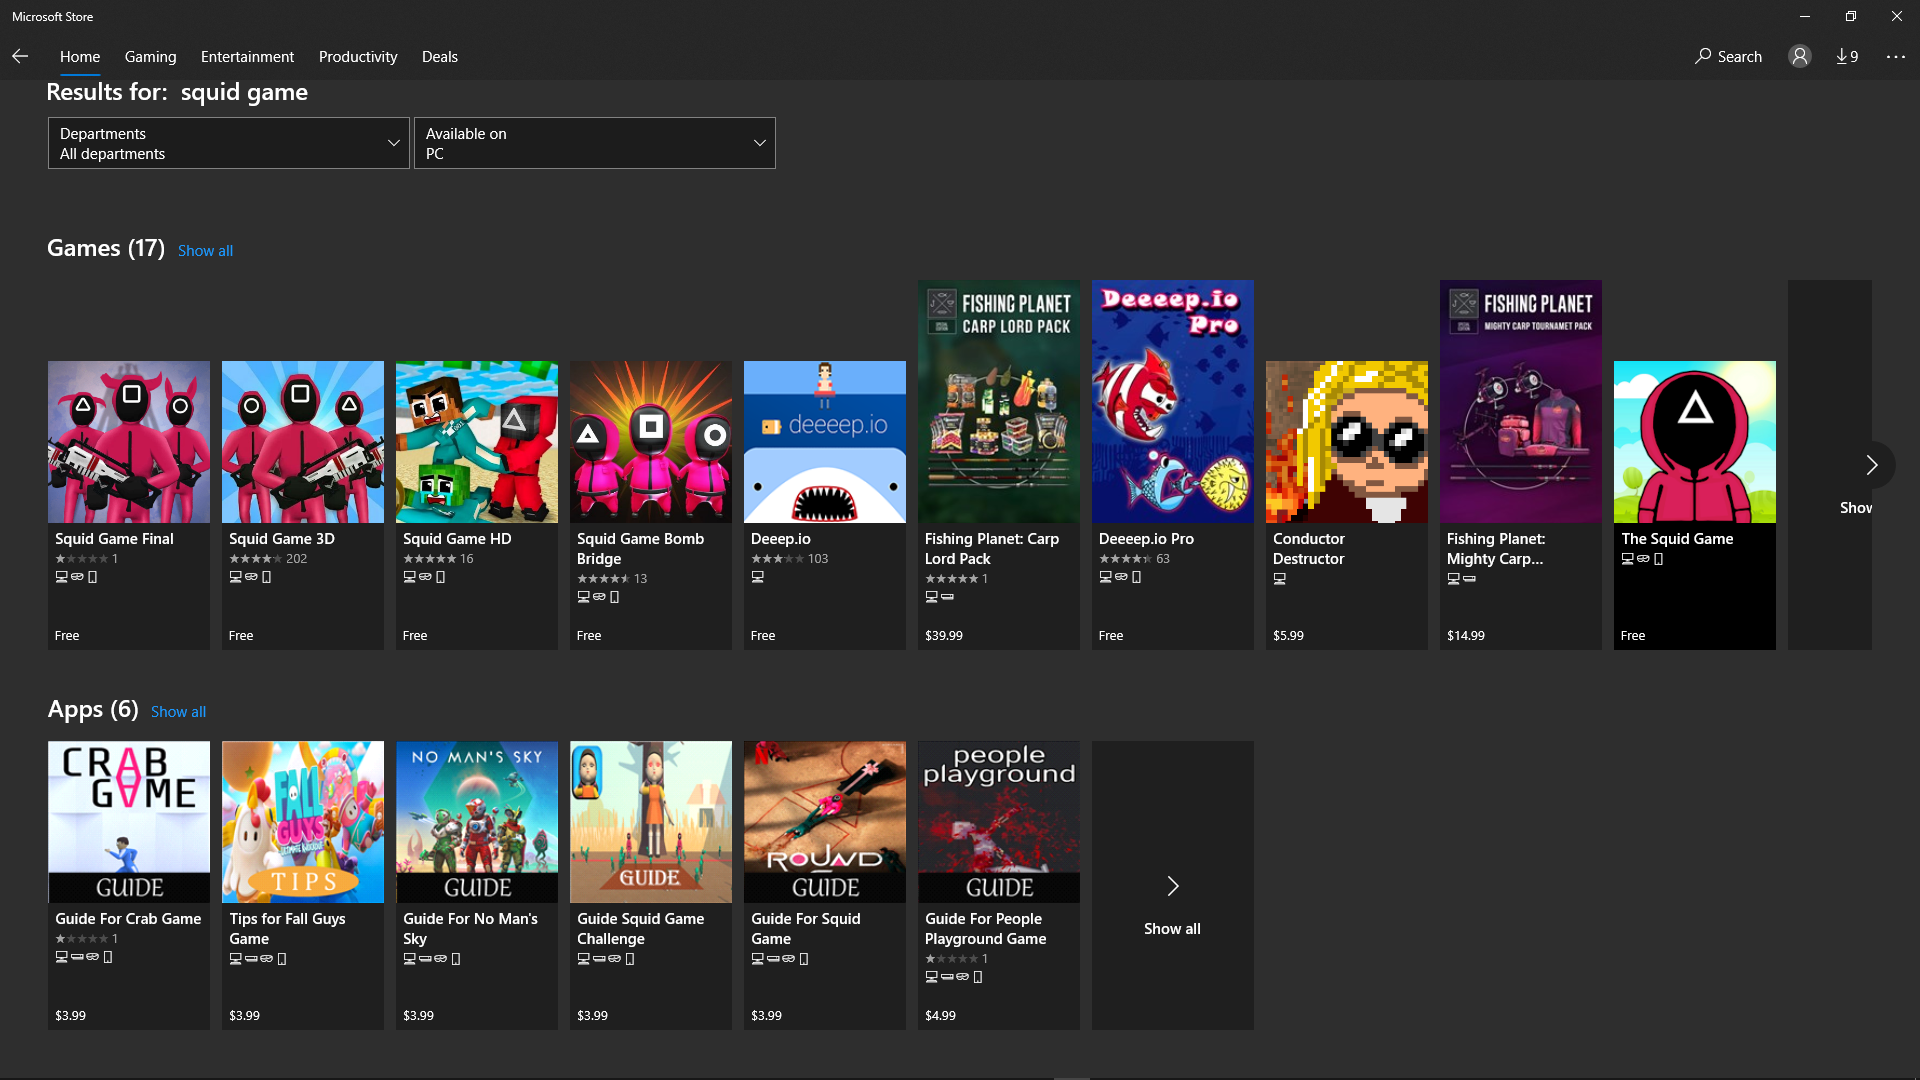 Microsoft Store
Home Gaming Entertainment Productivity Deals
Search
9
Results for: squid game
Departments
All departments
Available on
PC
Games (17) Show all
FISHING PLANET
CARP LORD PACK
Deeeep.io
Pro
FISHING PLANET
MIGHTY CARP TOURNAMET PACK
deeeep.io
Squid Game Final
1
Free
Squid Game 3D
202
Free
Squid Game HD
16
Free
Squid Game Bomb
Bridge
13
Free
Deeep.io
103
Free
Fishing Planet: Carp
Lord Pack
1
$39.99
Deeeep.io Pro
63
Free
Conductor
Destructor
$5.99
Fishing Planet:
Mighty Carp...
$14.99
The Squid Game
Free
Show
Apps (6) Show all
CRAB
GAME
GUIDE
Guide For Crab Game
1
$3.99
FALL
GUYS
ULTIMATE KNOCKOUT
TIPS
Tips for Fall Guys
Game
$3.99
NO MAN'S SKY
GUIDE
Guide For No Man's
Sky
$3.99
GUIDE
Guide Squid Game
Challenge
$3.99
ROUND
GUIDE
Guide For Squid
Game
$3.99
people
playground
GUIDE
Guide For People
Playground Game
1
$4.99
Show all